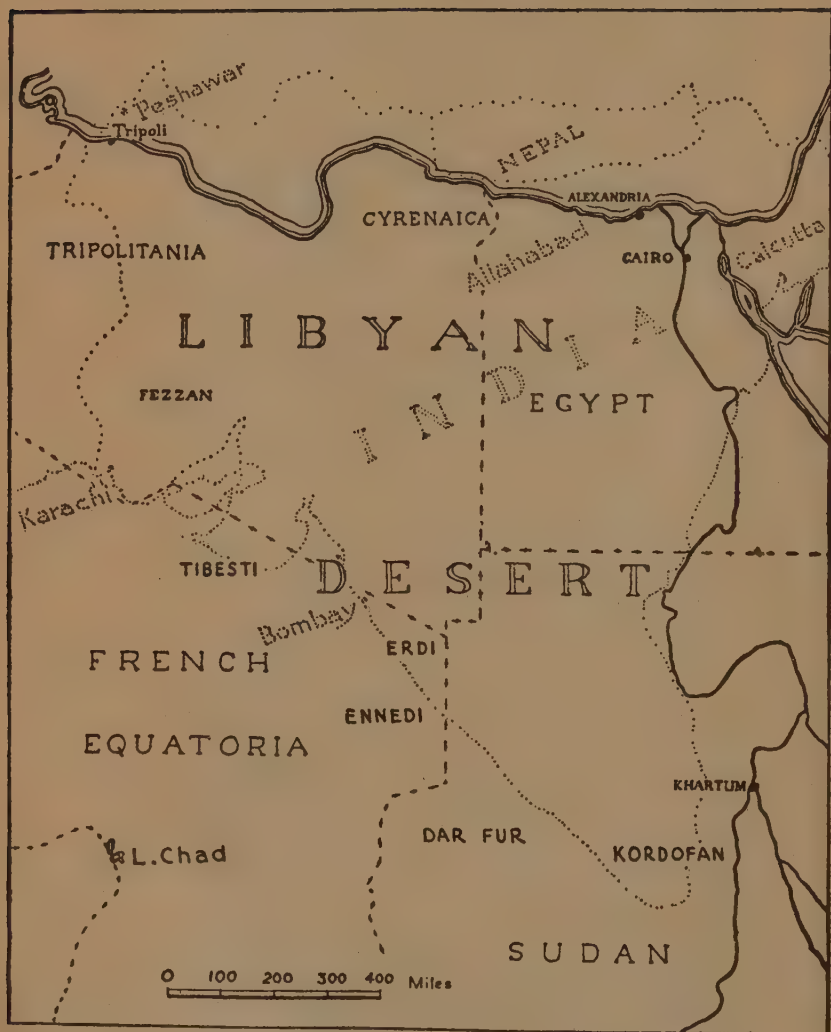 Peshawar
Tripoli
NEPAL
ALEXANDRIA
CYRENAICA
TRIPOLITANIA
Allahabad
CAIRO
Calcutta
LIBYAN
INDIA
FEZZAN
EGYPT
Karachi
TIBESTI
DESERT
Bombay
ERDI
FRENCH
ENNEDI
EQUATORIA
KHARTUM
DAR FUR
KORDOFAN
L. Chad
SUDAN
0 100 200 300 400 Miles